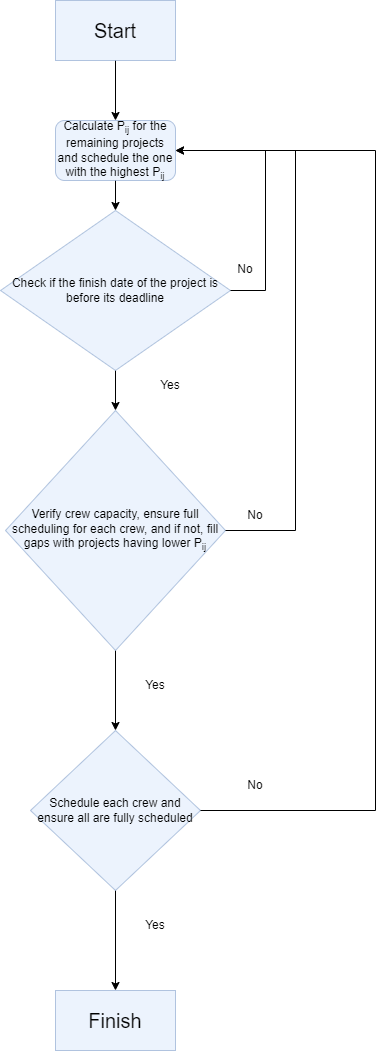 Start
Calculate Pij for the
remaining projects
and schedule the one
with the highest Pij
No
Check if the finish date of the project is
before its deadline
Yes
No
Verify crew capacity, ensure full
scheduling for each crew, and if not, fill
gaps with projects having lower Pij
Yes
No
Schedule each crew and
ensure all are fully scheduled
Yes
Finish